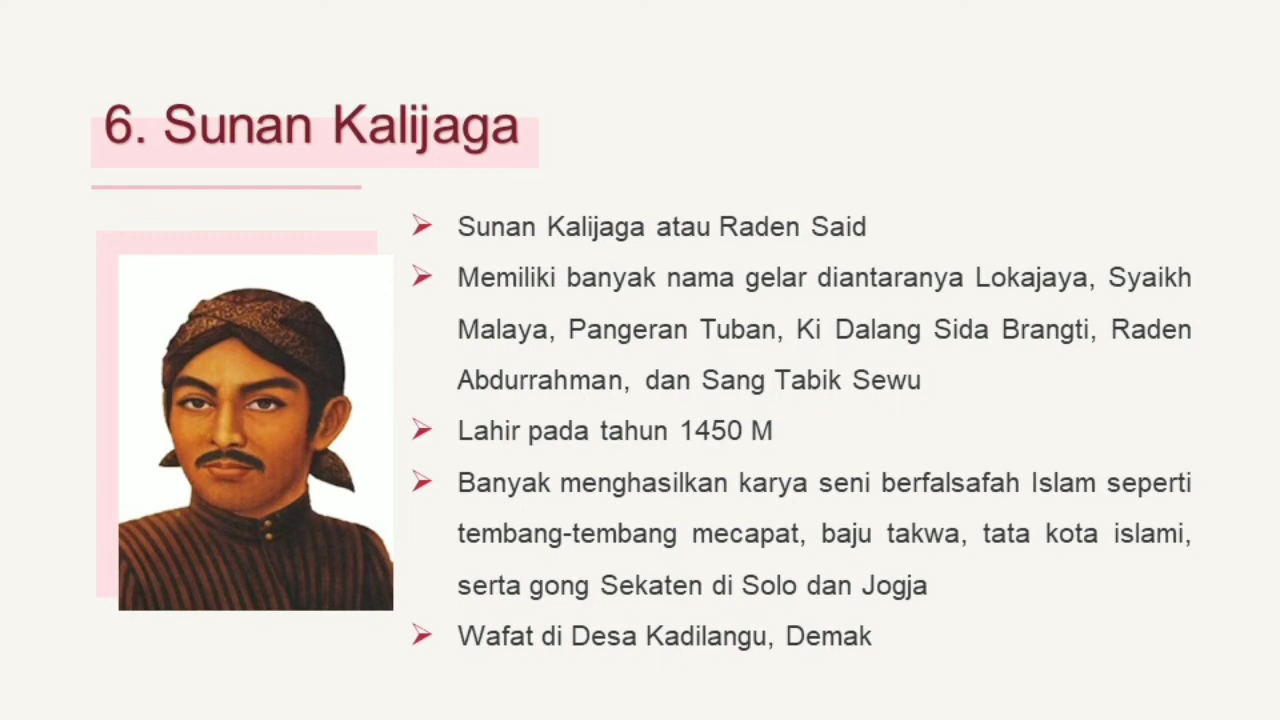 6. Sunan Kalijaga
Sunan Kalijaga atau Raden Said
Memiliki banyak nama gelar diantaranya Lokajaya, Syaikh
Malaya, Pangeran Tuban, Ki Dalang Sida Brangti, Raden
Abdurrahman, dan Sang Tabik Sewu
Lahir pada tahun 1450 M
Banyak menghasilkan karya seni berfalsafah Islam seperti
tembang-tembang mecapat, baju takwa, tata kota islami,
serta gong Sekaten di Solo dan Jogja
Wafat di Desa Kadilangu, Demak